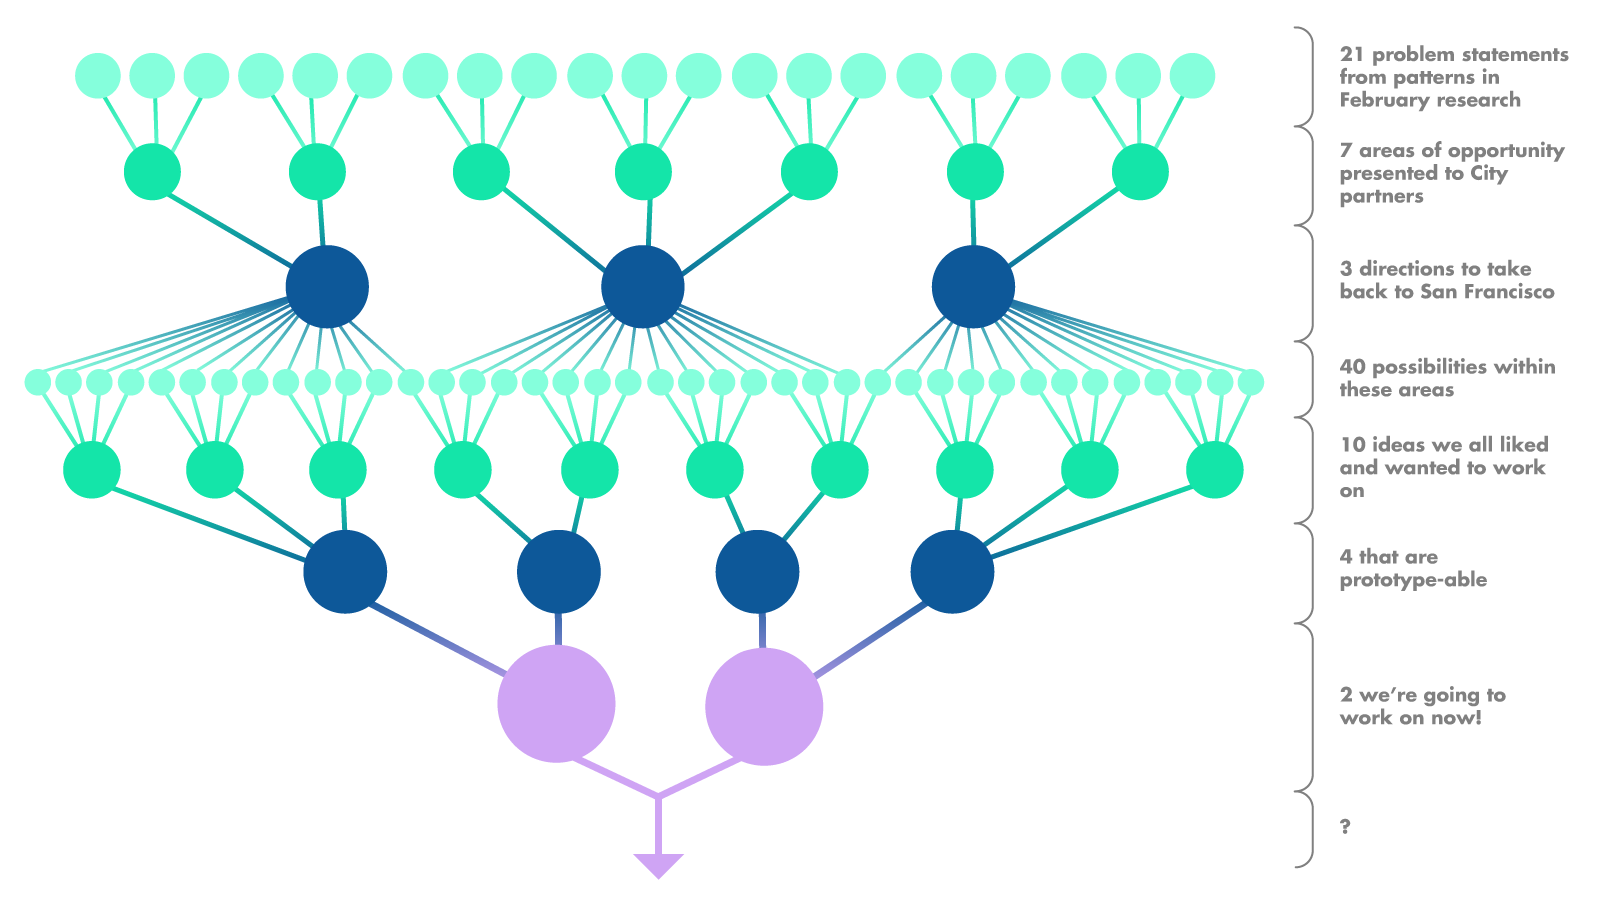 21 problem statements
from patterns in
February research
7 areas of opportunity
presented to City
partners
3 directions to take
back to San Francisco
40 possibilities within
these areas
10 ideas we all liked
and wanted to work
on
4 that are
prototype-able
2 we’re going to
work on now!
?